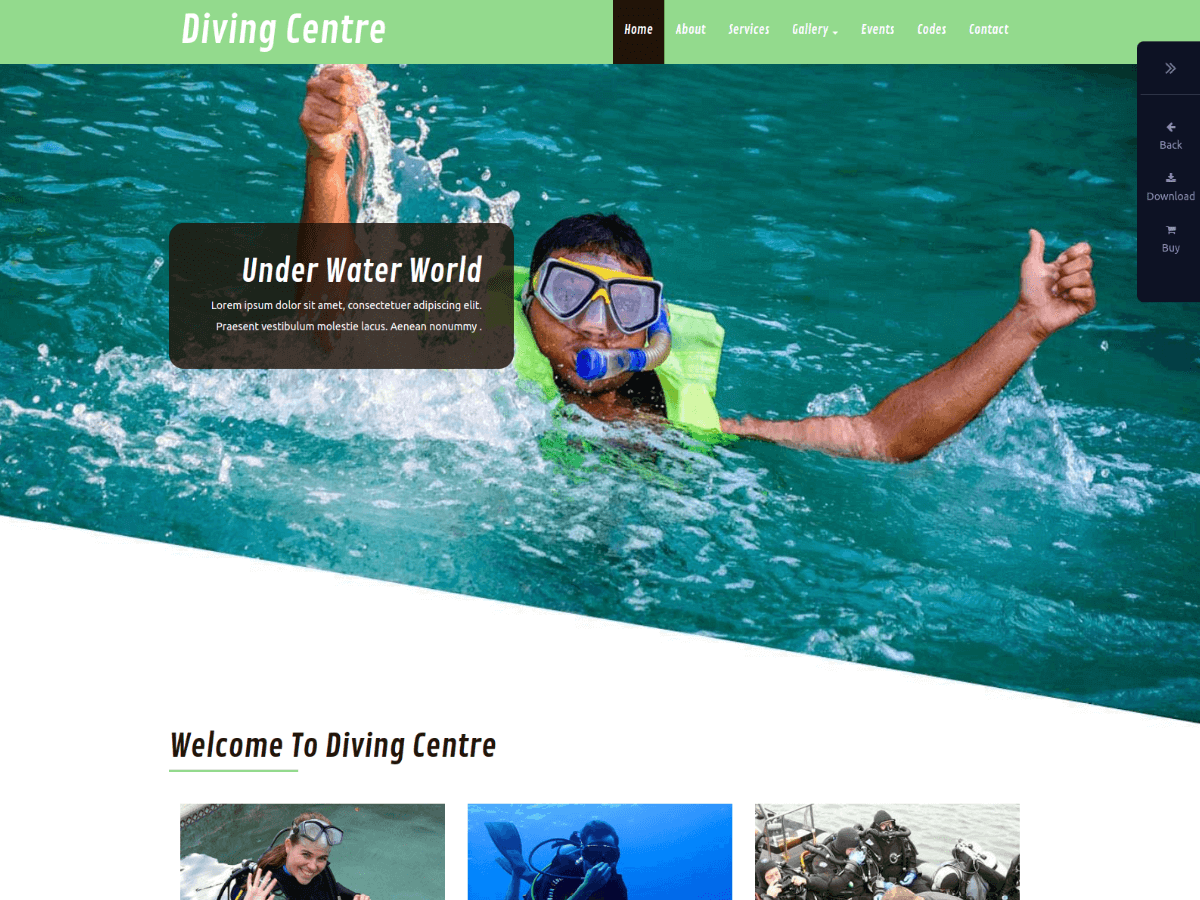 Diving Centre
Home About Services Gallery Events Codes Contact
Back
Download
Buy
Under Water World
Lorem ipsum dolor sit amet, consectetuer adipiscing elit.
Praesent vestibulum molestie lacus. Aenean nonummy .
Welcome To Diving Centre